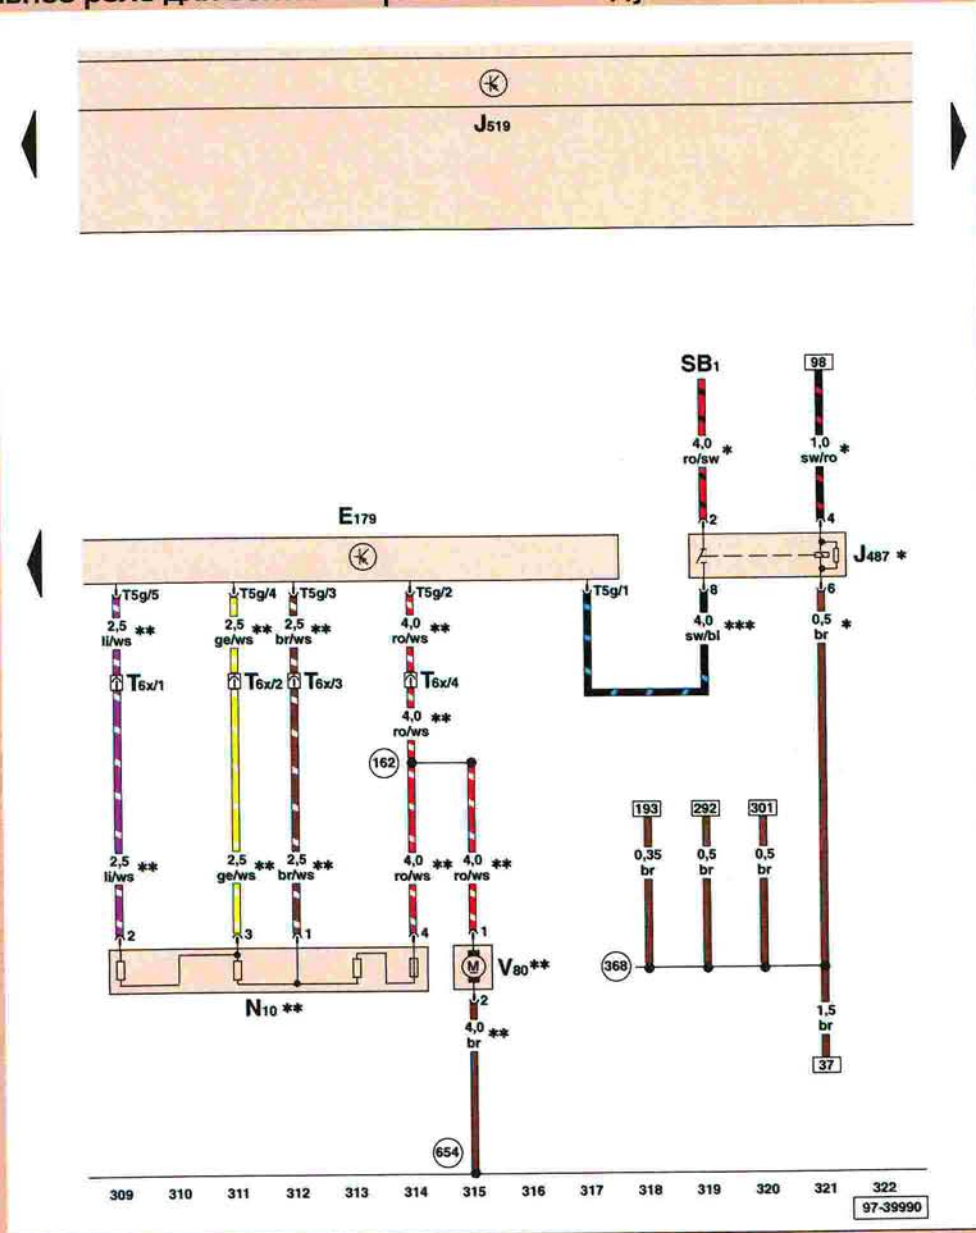 J519
SB1
98
4,0 *
ro/sw
1,0 *
sw/ro
2
4
E179
J487 *
T5g/5
T5g/4
T5g/3
T5g/2
T5g/1
8
6
2,5 **
li/ws
2,5 **
ge/ws
2,5 **
br/ws
4,0 **
ro/ws
4,0 ***
sw/bl
0,5 *
br
T6x/1
T6x/2
T6x/3
T6x/4
4,0 **
ro/ws
162
193
292
301
0,35
br
0,5
br
0,5
br
2,5 **
li/ws
2,5 **
ge/ws
2,5 **
br/ws
4,0 **
ro/ws
4,0 **
ro/ws
2
3
1
4
1
M
V80 **
368
N10 **
2
4,0 **
br
1,5
br
37
654
309 310 311 312 313 314 315 316 317 318 319 320 321 322
97-39990